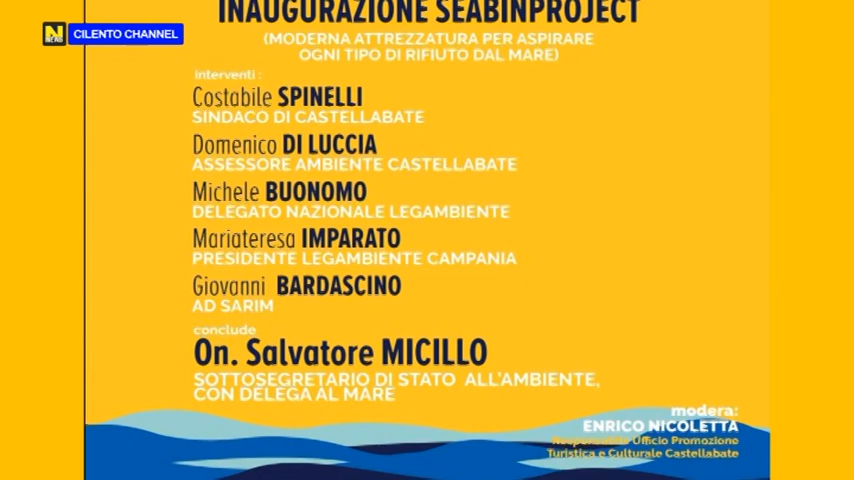 N
NEWS
CILENTO CHANNEL
INAUGURAZIONE SEABINPROJECT
(MODERNA ATTREZZATURA PER ASPIRARE
OGNI TIPO DI RIFIUTO DAL MARE)
interventi :
Costabile SPINELLI
SINDACO DI CASTELLABATE
Domenico DI LUCCIA
ASSESSORE AMBIENTE CASTELLABATE
Michele BUONOMO
DELEGATO NAZIONALE LEGAMBIENTE
Mariateresa IMPARATO
PRESIDENTE LEGAMBIENTE CAMPANIA
Giovanni BARDASCINO
AD SARIM
conclude
On. Salvatore MICILLO
SOTTOSEGRETARIO DI STATO ALL'AMBIENTE,
CON DELEGA AL MARE
modera:
ENRICO NICOLETTA
Responsabile Ufficio Promozione
Turistica e Culturale Castellabate